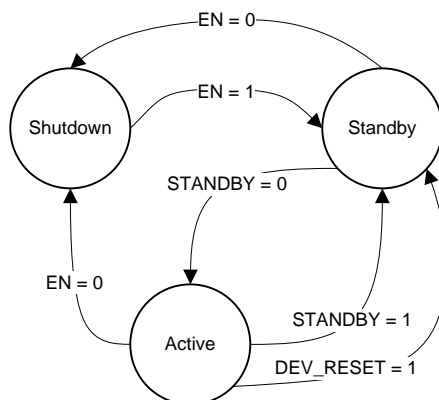 EN = 0
EN = 1
Shutdown
Standby
STANDBY = 0
EN = 0
STANDBY = 1
Active
DEV_RESET = 1